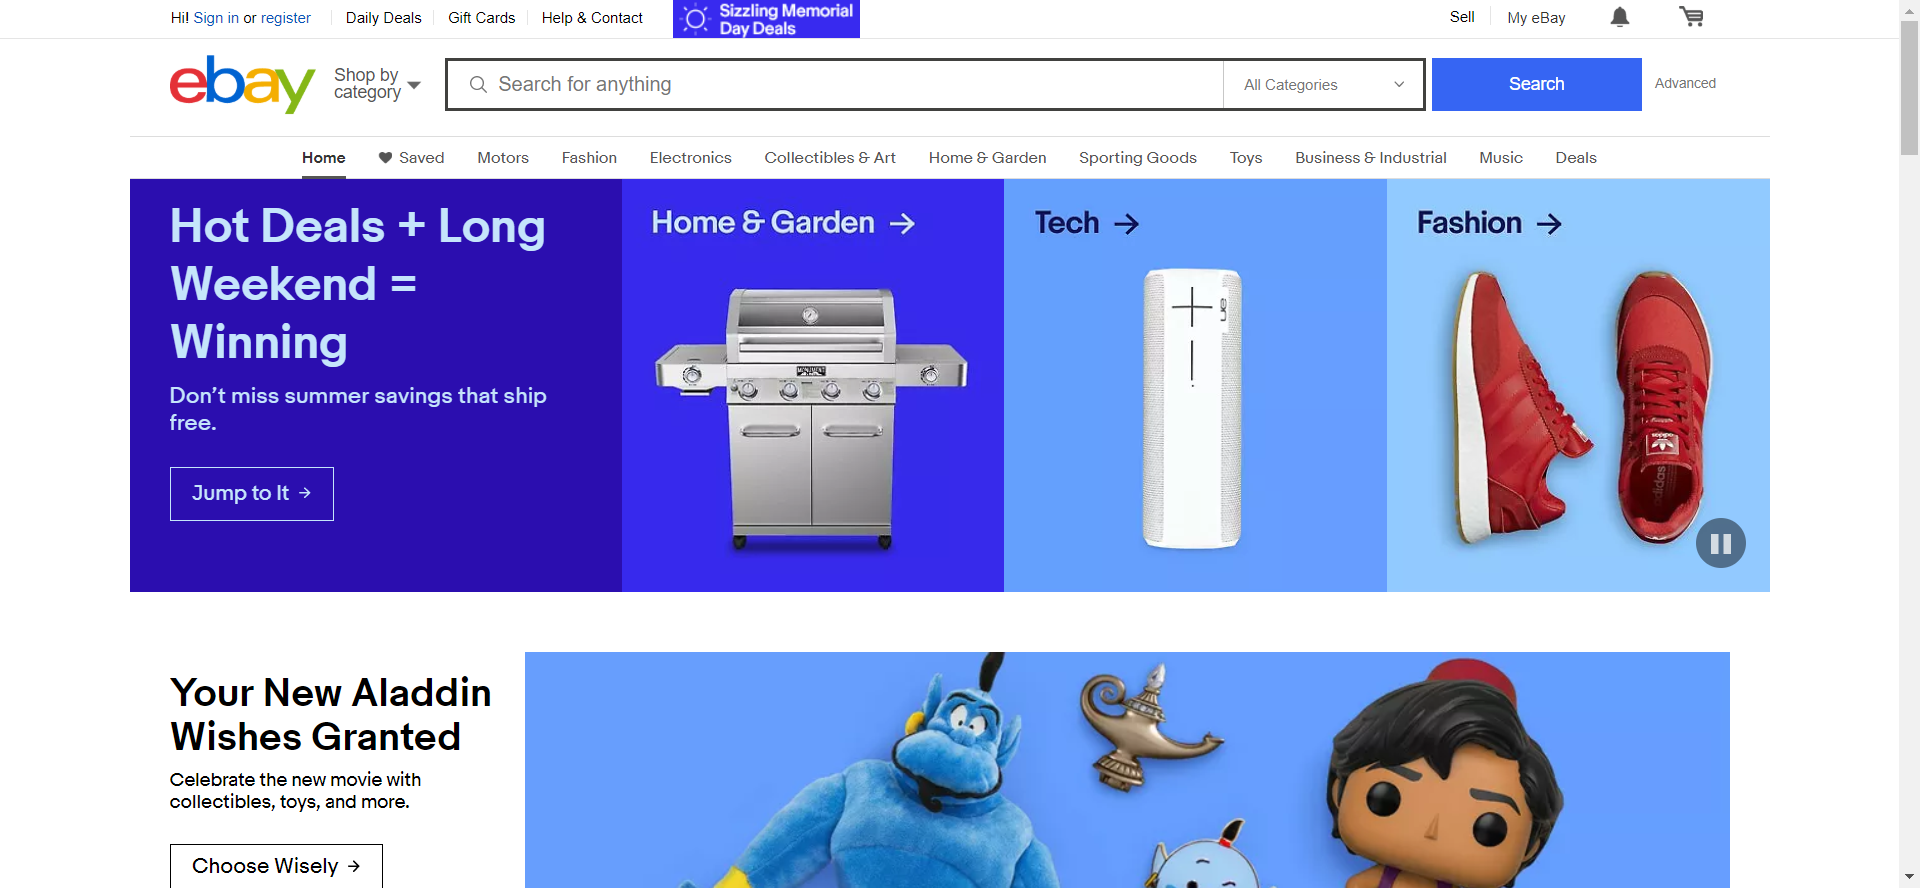 Hi! Sign in or register
Daily Deals
Gift Cards
Help & Contact
Sizzling Memorial
Day Deals
Sell
My eBay
ebay
Shop by
category
Search for anything
All Categories
Search
Advanced
Home
Saved
Motors
Fashion
Electronics
Collectibles & Art
Home & Garden
Sporting Goods
Toys
Business & Industrial
Music
Deals
Hot Deals + Long
Weekend =
Winning
Don’t miss summer savings that ship
free.
Jump to It →
Home & Garden →
MONUMENT
Tech →
UE
Fashion →
adidas
adidas
Your New Aladdin
Wishes Granted
Celebrate the new movie with
collectibles, toys, and more.
Choose Wisely →